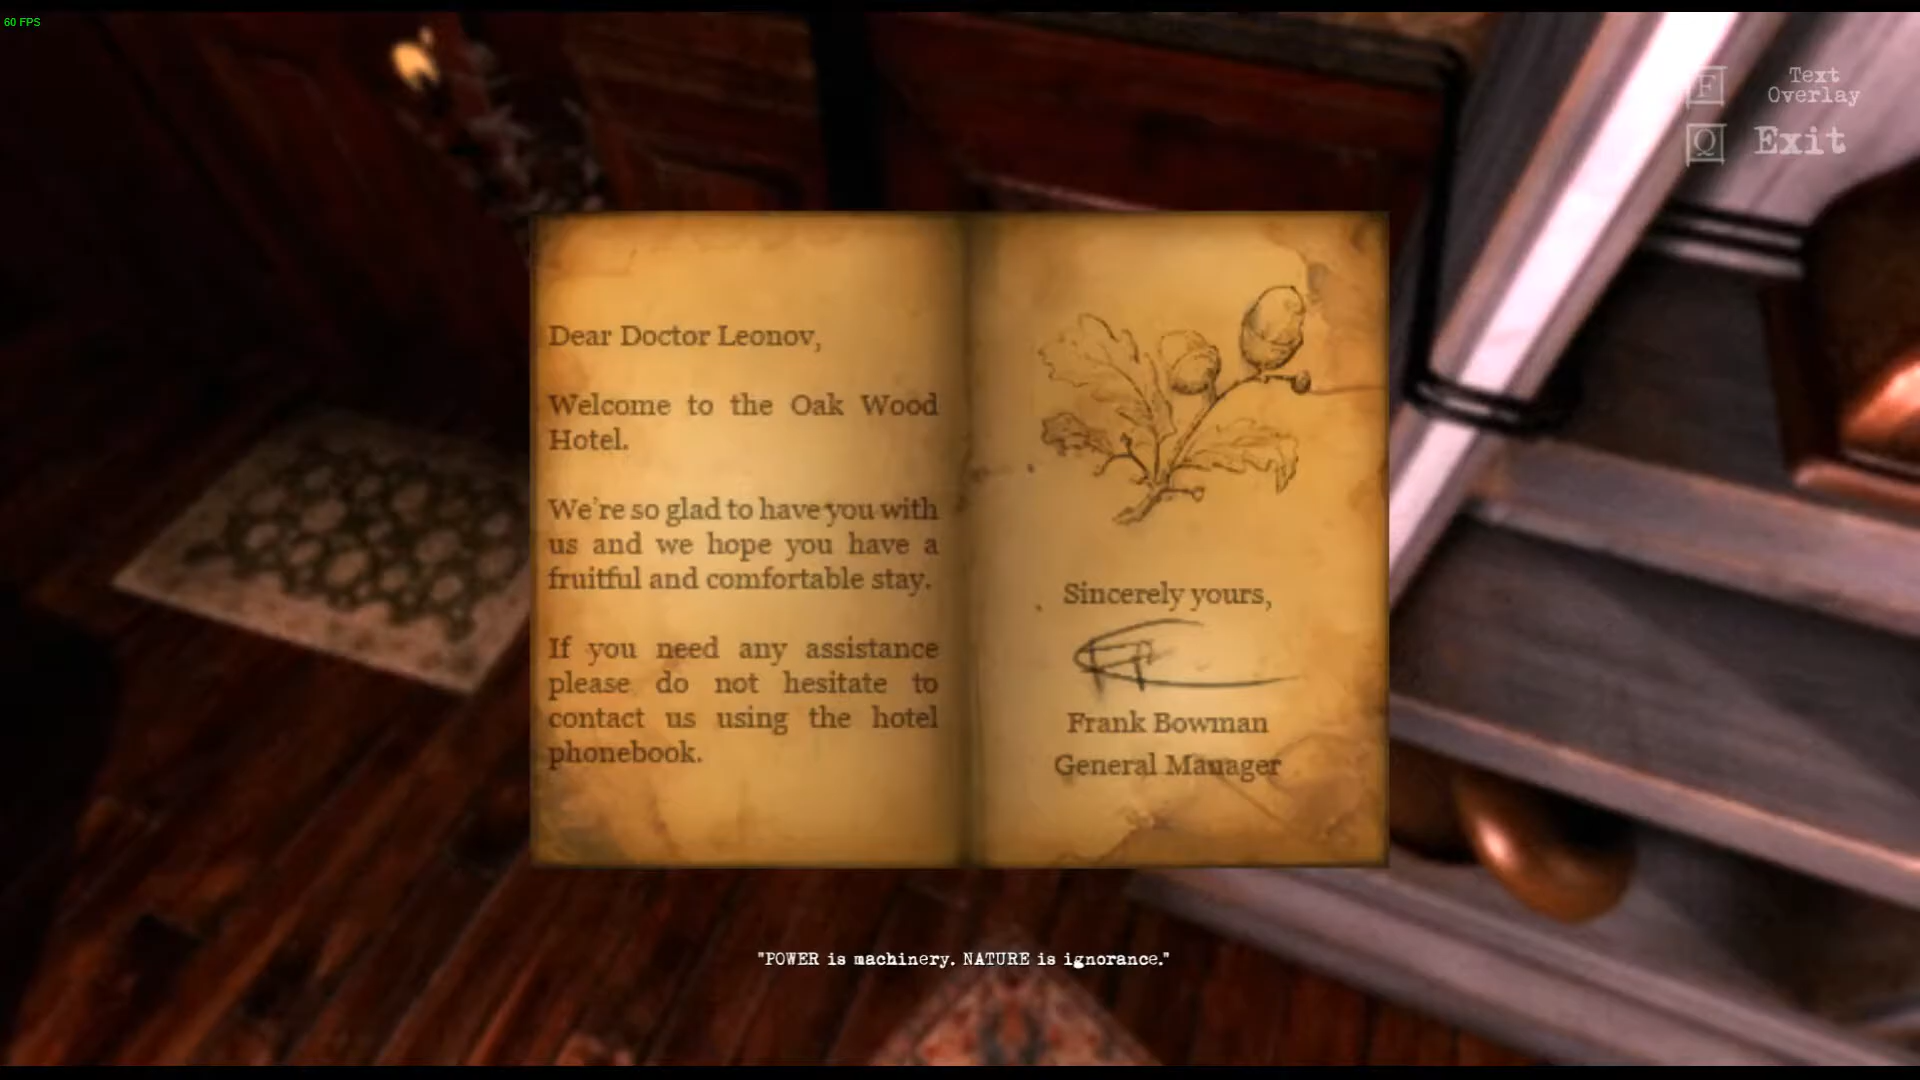 60 FPS
F Text
Overlay
Q Exit
Dear Doctor Leonov,
Welcome to the Oak Wood
Hotel.
We're so glad to have you with
us and we hope you have a
fruitful and comfortable stay.
If you need any assistance
please do not hesitate to
contact us using the hotel
phonebook.
Sincerely yours,
Frank Bowman
General Manager
"POWER is machinery. NATURE is ignorance."